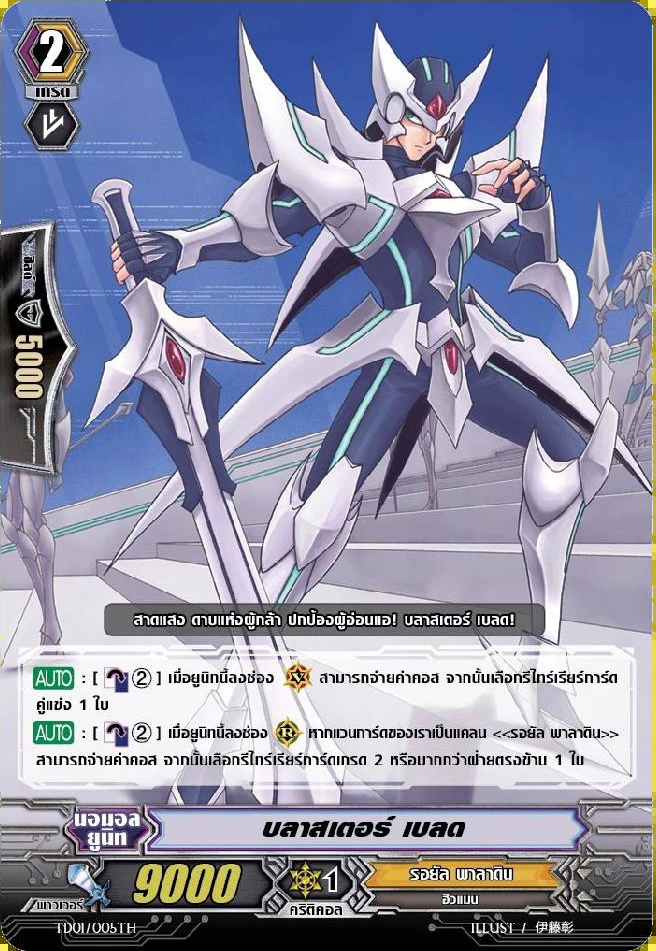 2
เกรด
ชิลด์
5000
สาดแสง ดาบแห่งผู้กล้า ปกป้องผู้อ่อนแอ! บลาสเตอร์ เบลด!
AUTO : [ ② ] เมื่อยูนิทนี้ลงช่อง V สามารถจ่ายค่าคอส จากนั้นเลือกรีไทร์เรียร์การ์ด
คู่แข่ง 1 ใบ
AUTO : [ ② ] เมื่อยูนิทนี้ลงช่อง R หากแวนการ์ดของเราเป็นแคลน <<รอยัล พาลาดิน>>
สามารถจ่ายค่าคอส จากนั้นเลือกรีไทร์เรียร์การ์ดเกรด 2 หรือมากกว่าฝ่ายตรงข้าม 1 ใบ
นอนอล
ยูนิท
บลาสเตอร์ เบลด
พาวเวอร์
9000
1
คริติคอล
รอยัล พาลาดิน
ฮิวแมน
TD01/005TH
ILLUST / 伊藤彰